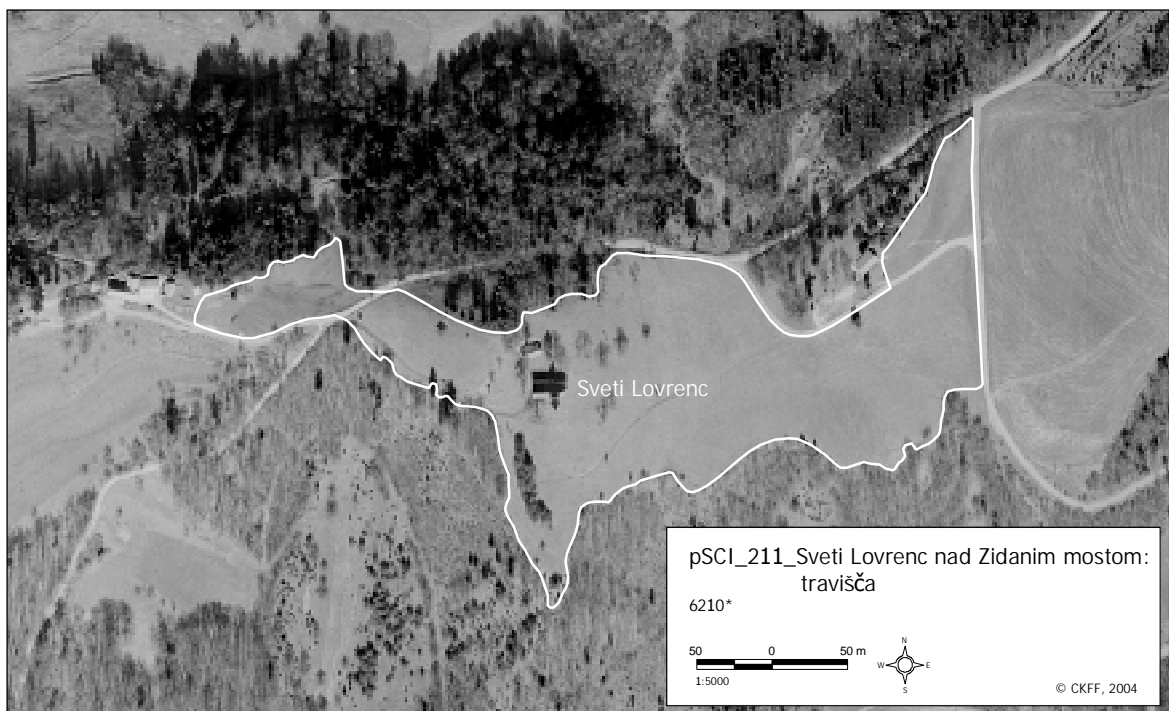 Sveti Lovrenc
pSCI_211_Sveti Lovrenc nad Zidanim mostom:
travišča
6210*
50 0 50 m
1:5000
N
W E
S
© CKFF, 2004